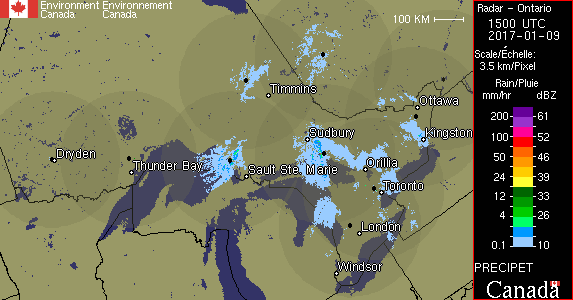 Environment Environnement
Canada Canada
100 KM
Timmins
Ottawa
Sudbury
Kingston
Dryden
Thunder Bay
Sault Ste. Marie
Orillia
Toronto
London
Windsor
Radar - Ontario
1500 UTC
2017-01-09
Scale/Échelle:
3.5 km/Pixel
Rain/Pluie
mm/hr dBZ
200 61
100 52
50 46
24 39
12 33
4 26
0.1 10
PRECIPET
Canada